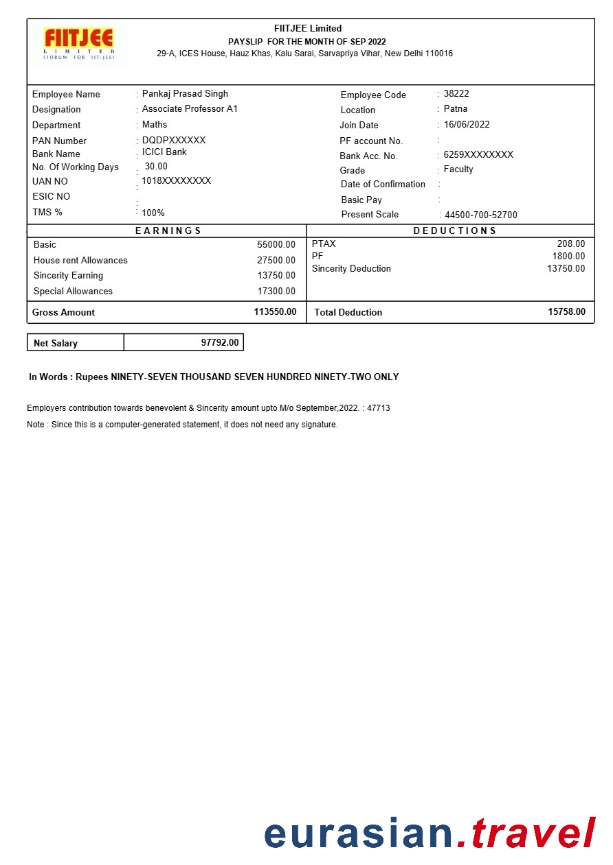 FIITJEE
LIMITED
(FORUM FOR IIT-JEE)
FIITJEE Limited
PAYSLIP FOR THE MONTH OF SEP 2022
29-A, ICES House, Hauz Khas, Kalu Sarai, Sarvapriya Vihar, New Delhi 110016
Employee Name : Pankaj Prasad Singh Employee Code : 38222
Designation : Associate Professor A1 Location : Patna
Department : Maths Join Date : 16/06/2022
PAN Number : DQDPXXXXXX PF account No. :
Bank Name : ICICI Bank Bank Acc. No. : 6259XXXXXXXX
No. Of Working Days : 30.00 Grade : Faculty
UAN NO : 1018XXXXXXXX Date of Confirmation :
ESIC NO : Basic Pay :
TMS % : 100% Present Scale : 44500-700-52700
EARNINGS DEDUCTIONS
Basic 55000.00 PTAX 208.00
House rent Allowances 27500.00 PF 1800.00
Sincerity Earning 13750.00 Sincerity Deduction 13750.00
Special Allowances 17300.00
Gross Amount 113550.00 Total Deduction 15758.00
Net Salary 97792.00
In Words : Rupees NINETY-SEVEN THOUSAND SEVEN HUNDRED NINETY-TWO ONLY
Employers contribution towards benevolent & Sincerity amount upto M/o September,2022. : 47713
Note : Since this is a computer-generated statement, it does not need any signature.
eurasian.travel